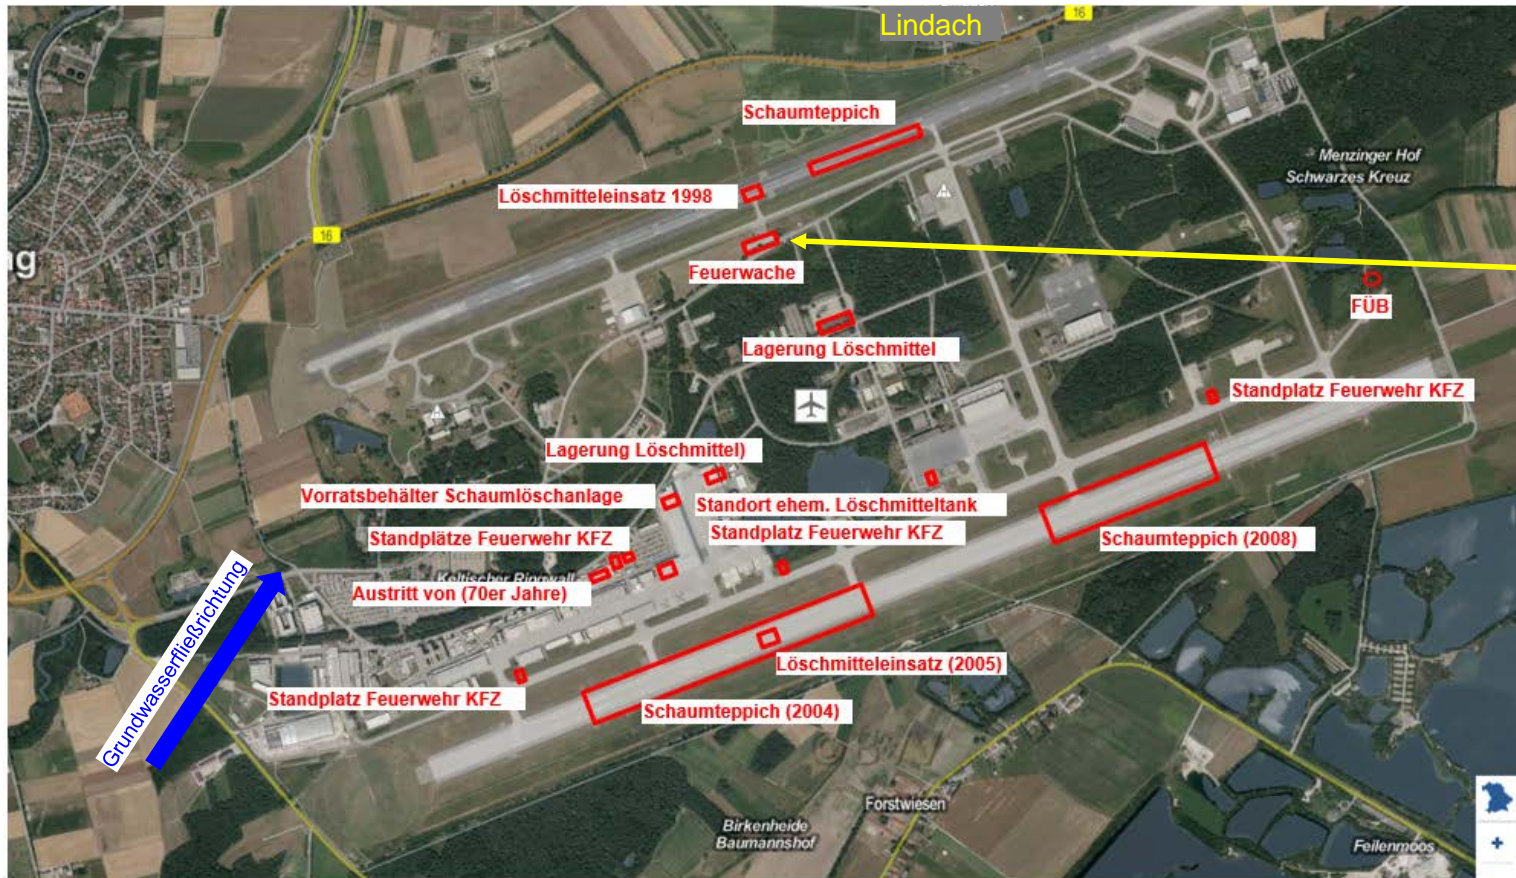 Lindach
16
Schaumteppich
Menzinger Hof
Schwarzes Kreuz
Löschmitteleinsatz 1998
16
Feuerwache
FÜB
Lagerung Löschmittel
Standplatz Feuerwehr KFZ
Lagerung Löschmittel)
Vorratsbehälter Schaumlöschanlage
Standort ehem. Löschmitteltank
Standplätze Feuerwehr KFZ
Standplatz Feuerwehr KFZ
Schaumteppich (2008)
Keltischer Ringwall
Austritt von (70er Jahre)
Grundwasserfließrichtung
Löschmitteleinsatz (2005)
Standplatz Feuerwehr KFZ
Schaumteppich (2004)
Forstwiesen
Birkenheide
Baumannshof
Feilenmoos
+